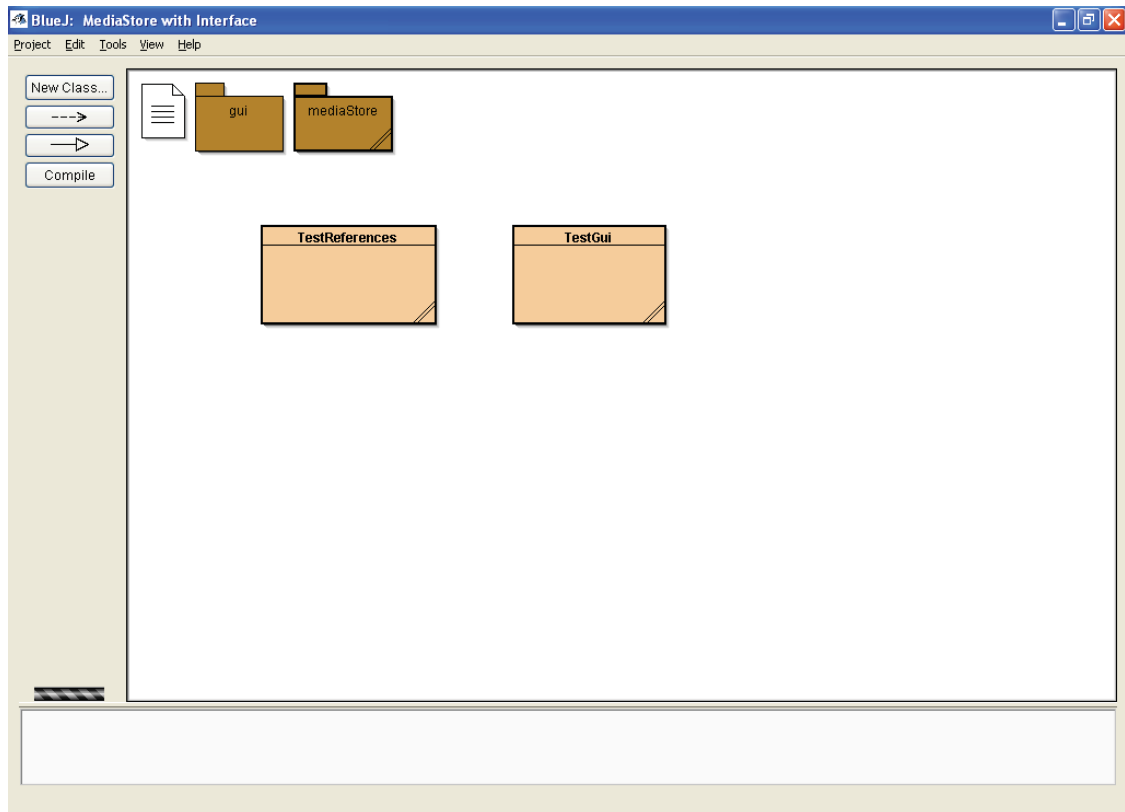 BlueJ: MediaStore with Interface
Project Edit Tools View Help
New Class...
--->
Compile
gui
mediaStore
TestReferences
TestGui